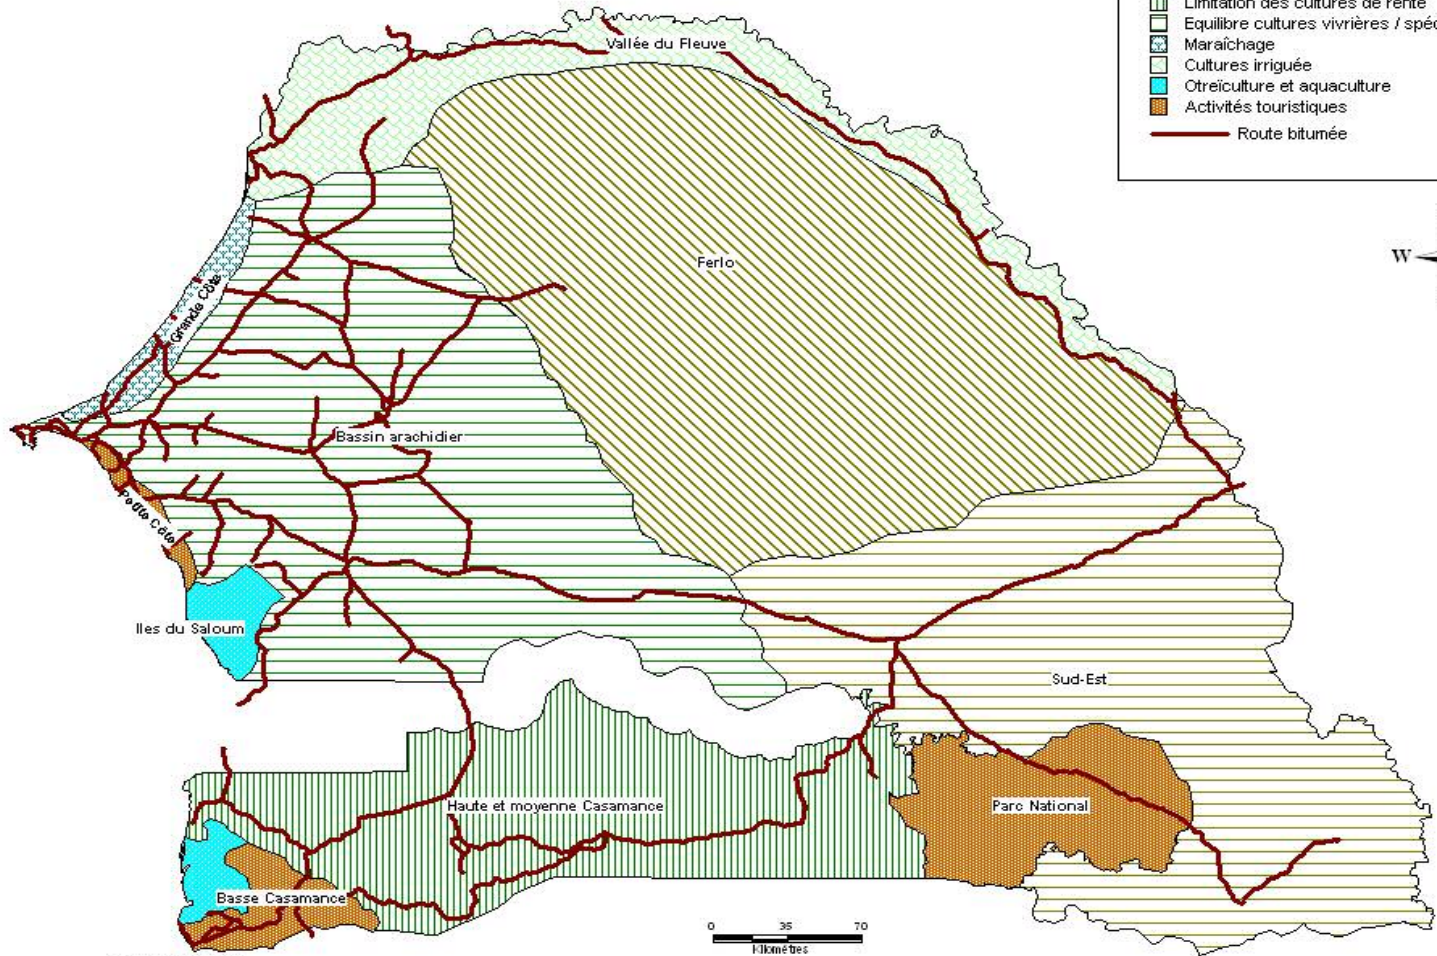 Limitation des cultures de rente
Equilibre cultures vivrières / spéc
Maraîchage
Cultures irriguée
Otreïculture et aquaculture
Activités touristiques
Route bitumée
W
Vallée du Fleuve
Ferlo
Grande Côte
Bassin arachidier
Petite Côte
Iles du Saloum
Sud-Est
Haute et moyenne Casamance
Parc National
Basse Casamance
0 35 70
Kilométres